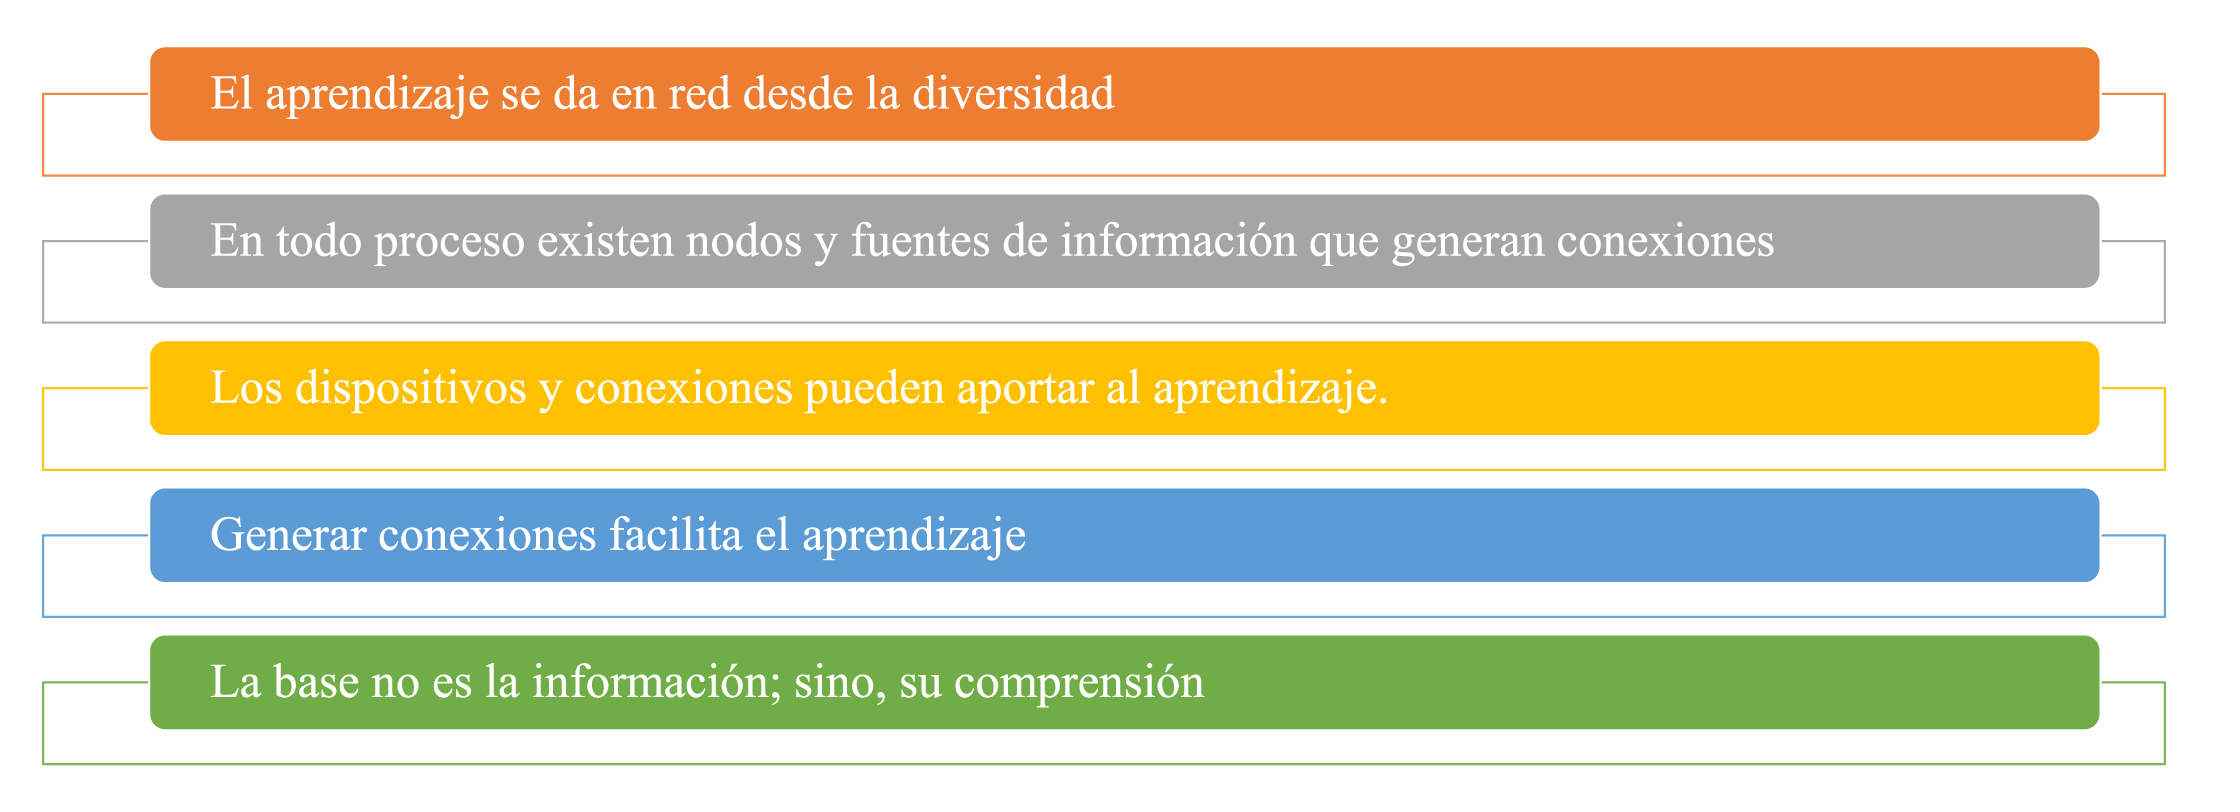 El aprendizaje se da en red desde la diversidad
En todo proceso existen nodos y fuentes de información que generan conexiones
Los dispositivos y conexiones pueden aportar al aprendizaje.
Generar conexiones facilita el aprendizaje
La base no es la información; sino, su comprensión